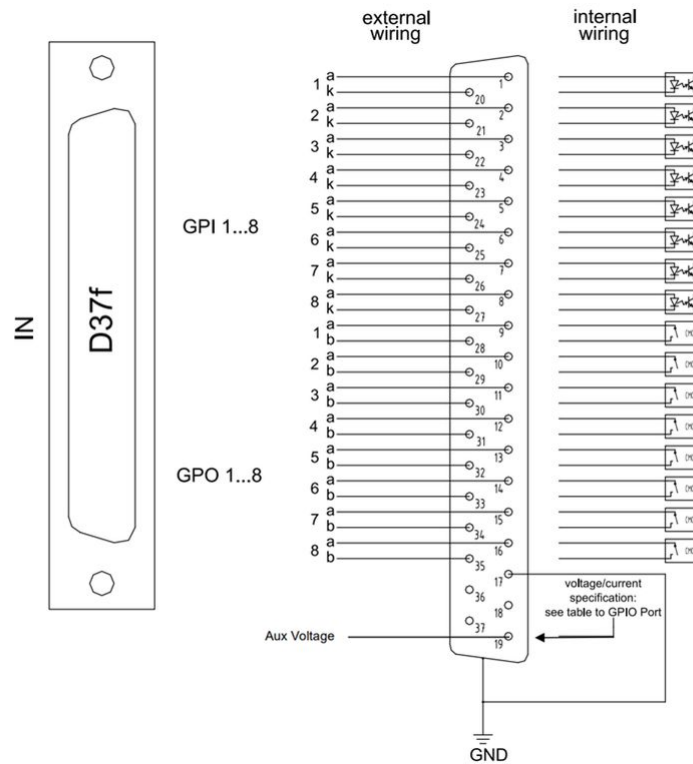 external
wiring
internal
wiring
IN
D37f
GPI 1...8
GPO 1...8
1 a 1
k 20
2 a 2
k 21
3 a 3
k 22
4 a 4
k 23
5 a 5
k 24
6 a 6
k 25
7 a 7
k 26
8 a 8
k 27
1 a 9
b 28
2 a 10
b 29
3 a 11
b 30
4 a 12
b 31
5 a 13
b 32
6 a 14
b 33
7 a 15
b 34
8 a 16
b 35
17
36
18
37
Aux Voltage 19
voltage/current
specification:
see table to GPIO Port
GND